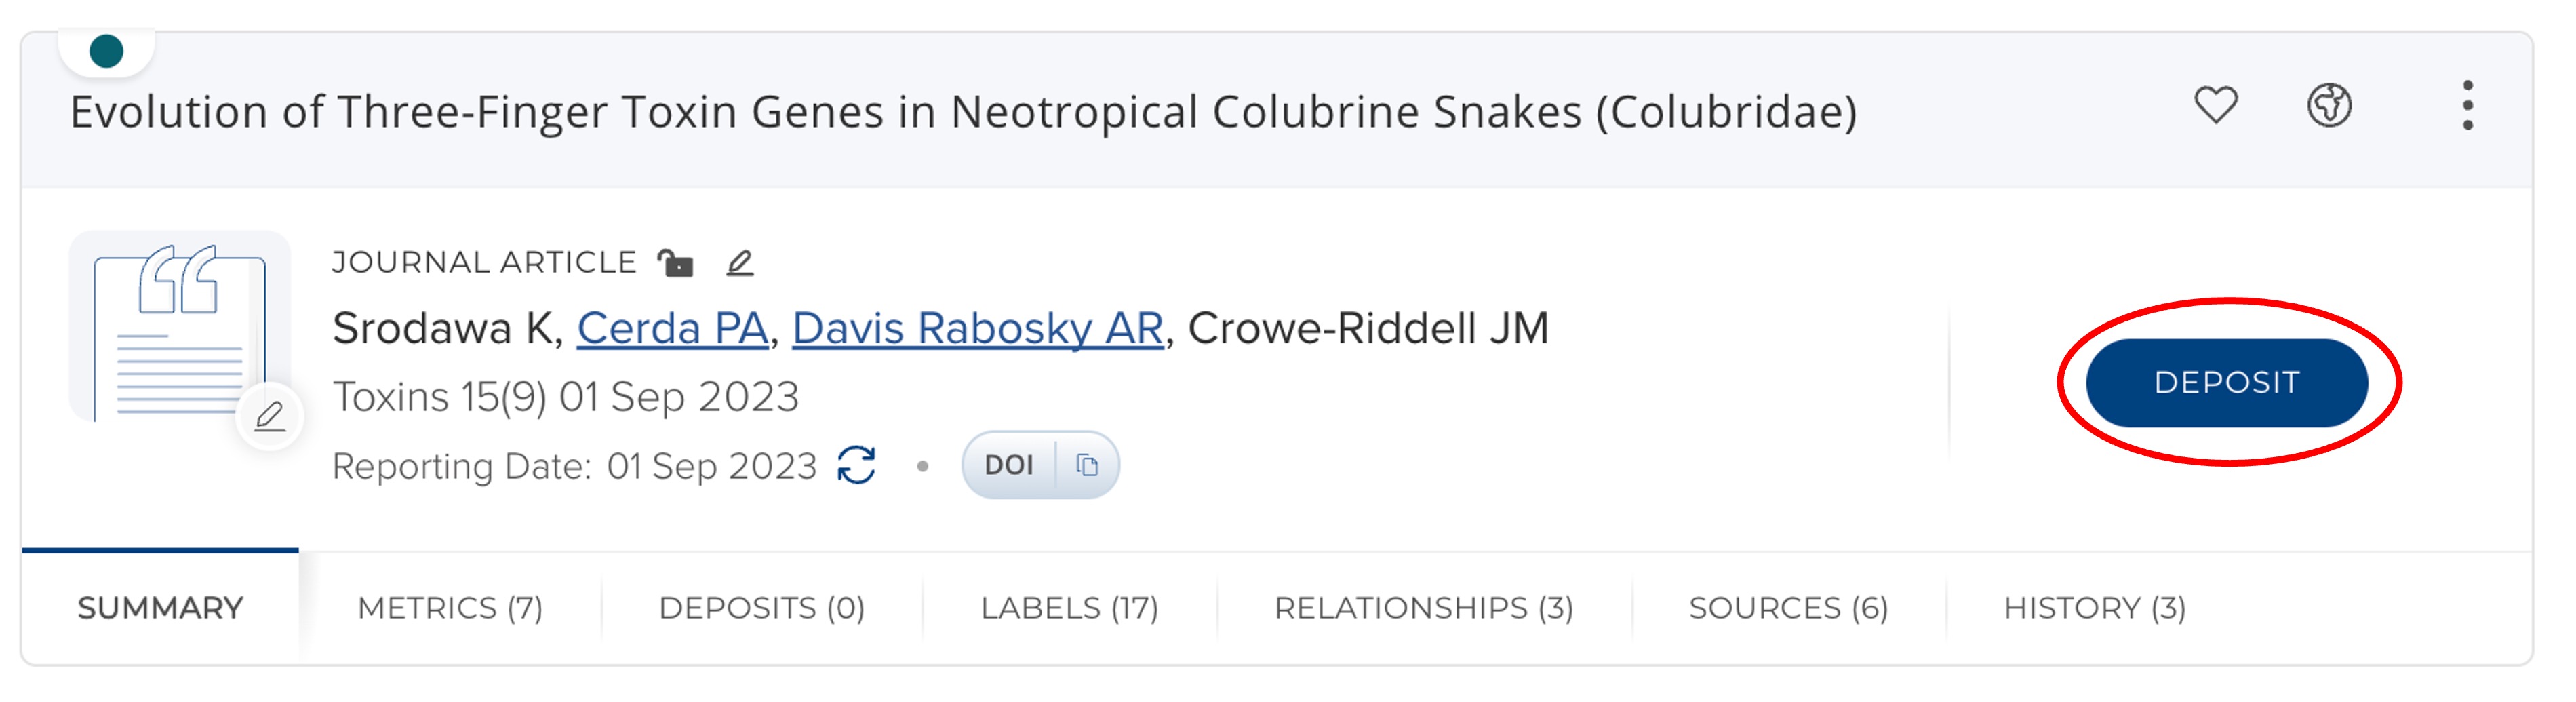 Evolution of Three-Finger Toxin Genes in Neotropical Colubrine Snakes (Colubridae)
JOURNAL ARTICLE
Srodawa K, Cerda PA, Davis Rabosky AR, Crowe-Riddell JM
Toxins 15(9) 01 Sep 2023
Reporting Date: 01 Sep 2023 • DOI
DEPOSIT
SUMMARY METRICS (7) DEPOSITS (0) LABELS (17) RELATIONSHIPS (3) SOURCES (6) HISTORY (3)